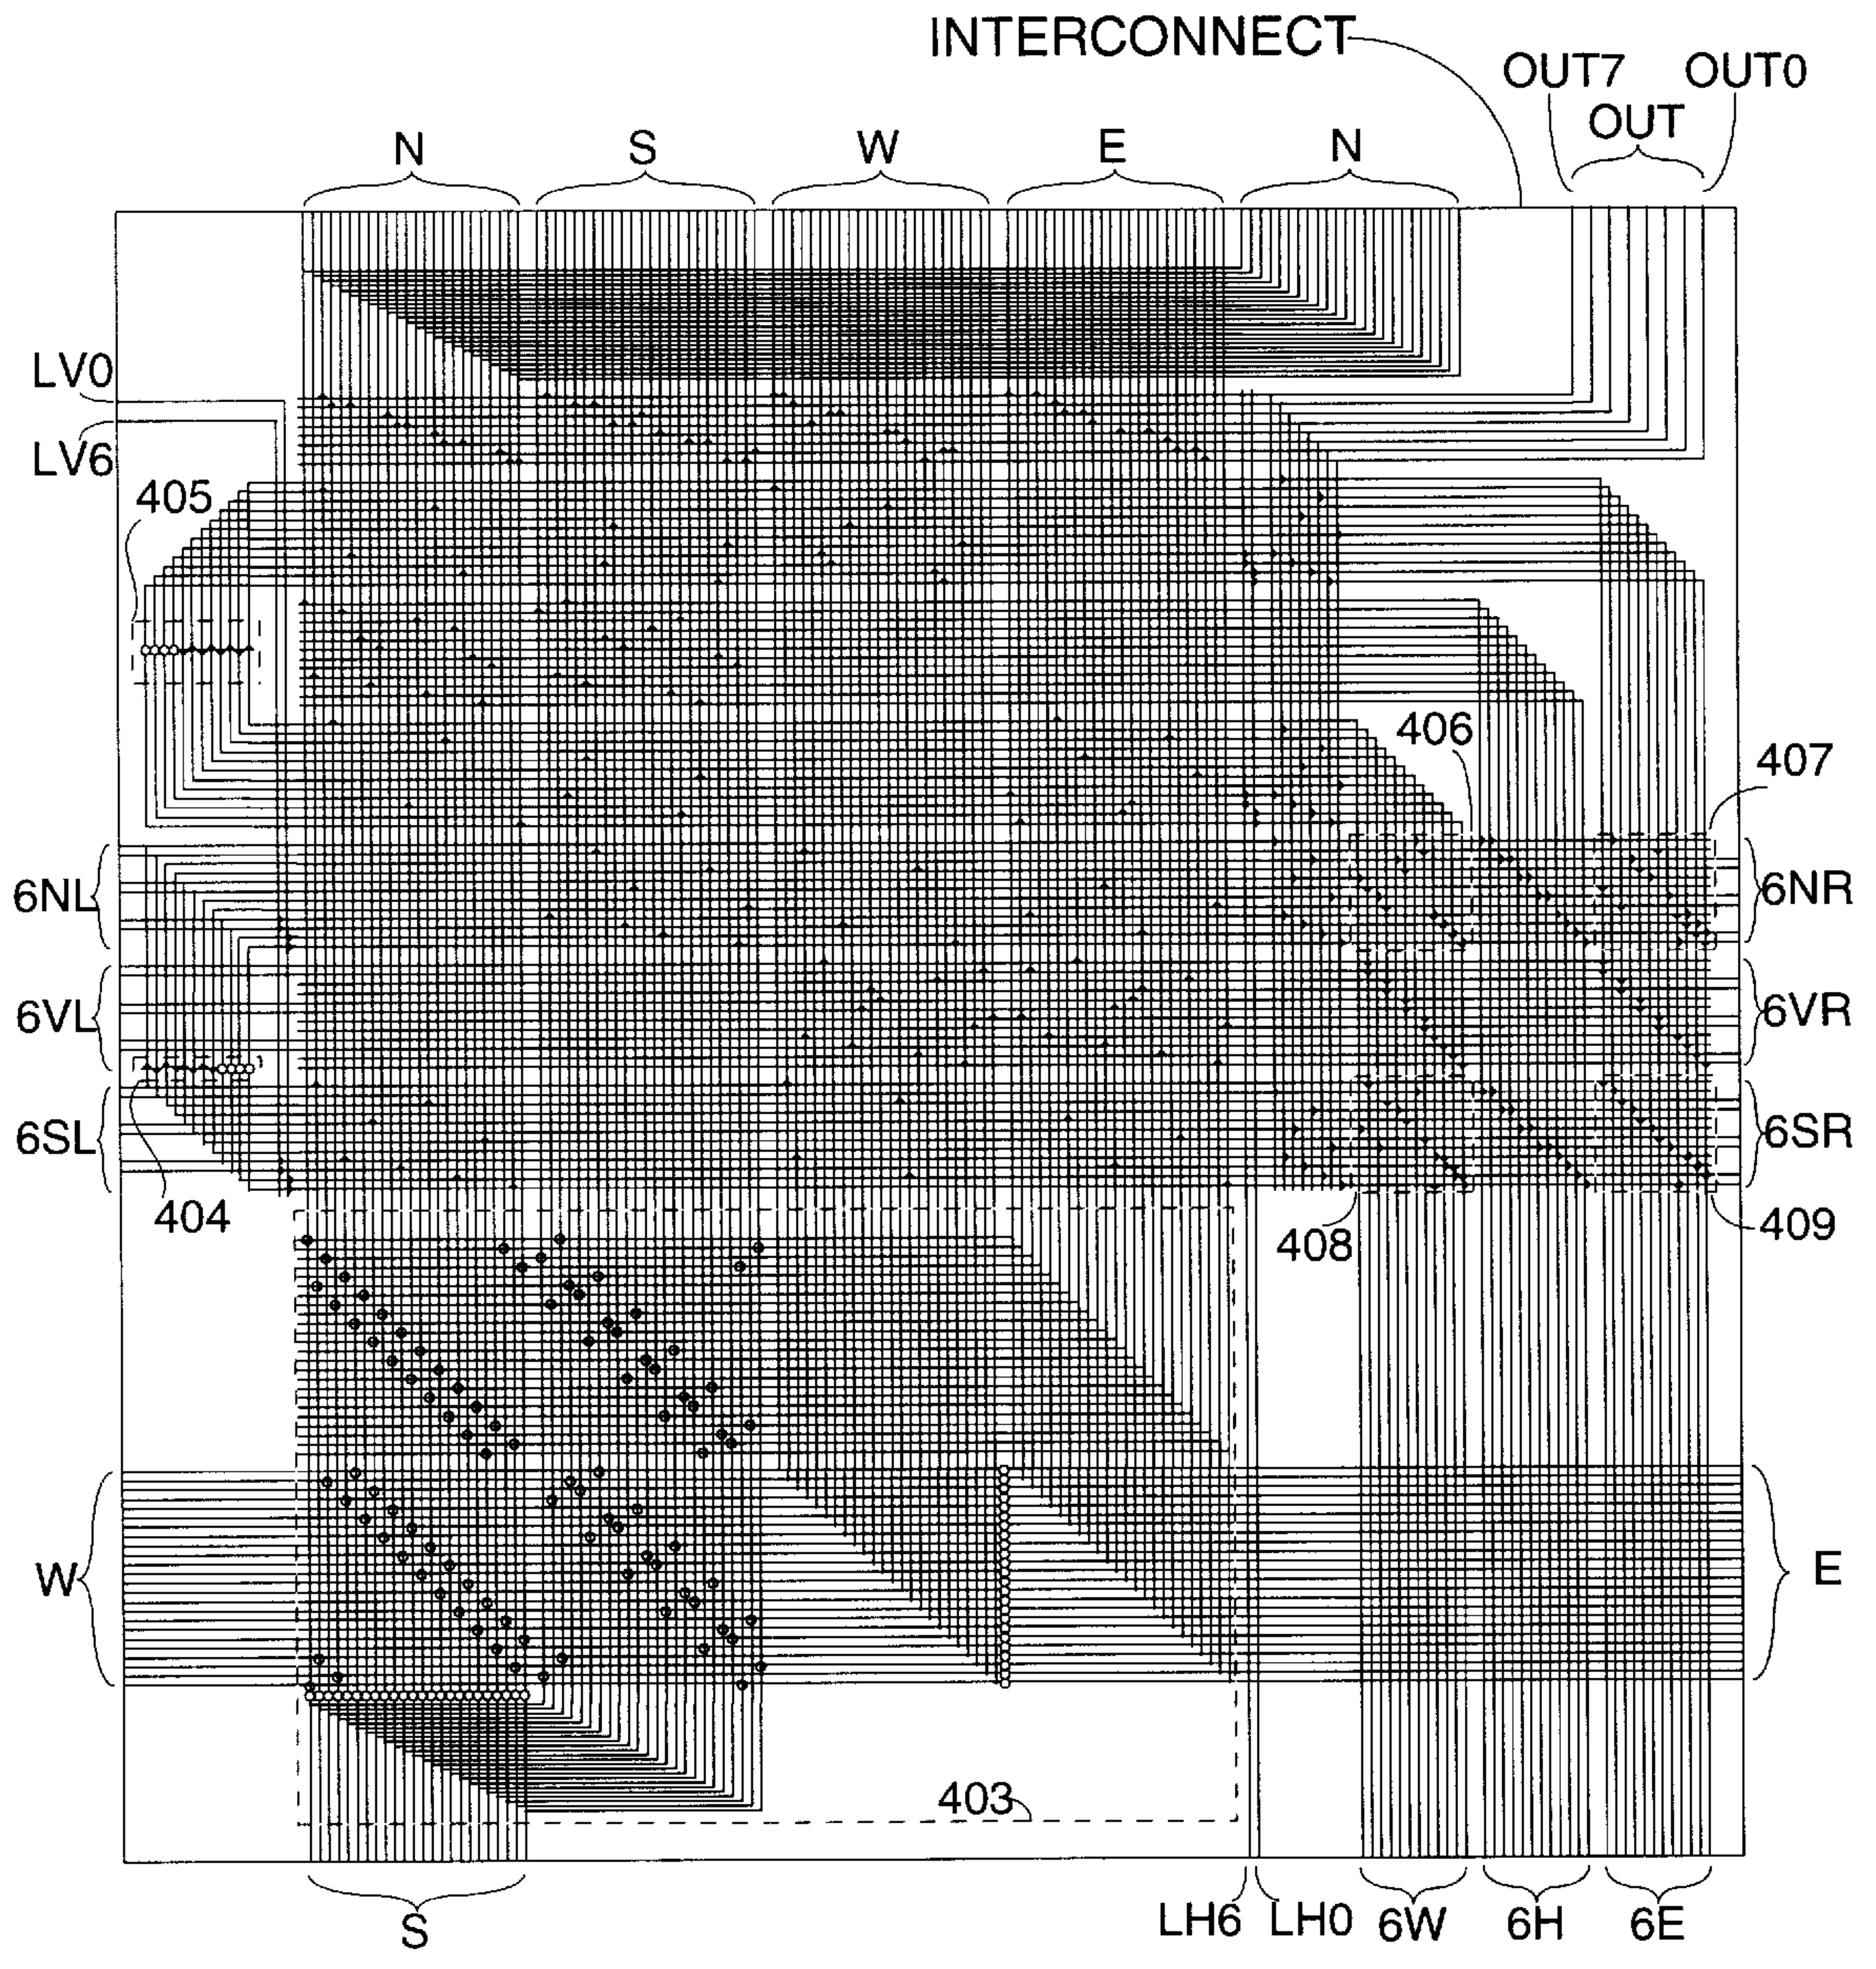 INTERCONNECT
OUT7 OUT0
OUT
N S W E N
LV0
LV6
405
406
407
6NL 6NR
6VL 6VR
6SL 6SR
404
408
409
W E
403
S
LH6 LH0 6W 6H 6E